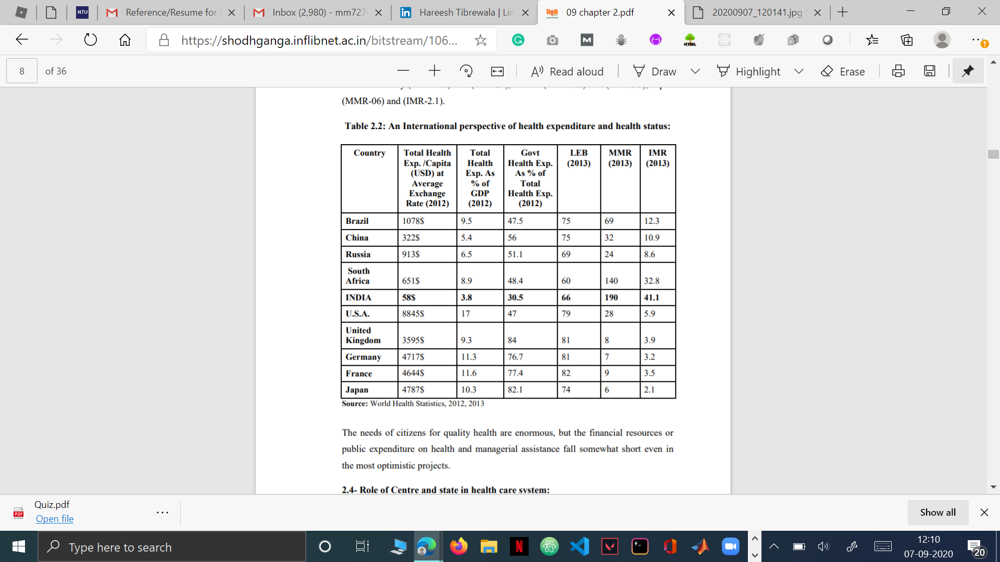 Reference/Resume for
Inbox (2,980) - mm727
Hareesh Tibrewala | Lin
09 chapter 2.pdf
20200907_120141.jpg
NTU
https://shodhganga.inflibnet.ac.in/bitstream/106...
HTML
8 of 36
Read aloud
Draw
Highlight
Erase
(MMR-06) and (IMR-2.1).
Table 2.2: An International perspective of health expenditure and health status:
Country | Total Health Exp. /Capita (USD) at Average Exchange Rate (2012) | Total Health Exp. As % of GDP (2012) | Govt Health Exp. As % of Total Health Exp. (2012) | LEB (2013) | MMR (2013) | IMR (2013)
Brazil 1078$ 9.5 47.5 75 69 12.3
China 322$ 5.4 56 75 32 10.9
Russia 913$ 6.5 51.1 69 24 8.6
South Africa 651$ 8.9 48.4 60 140 32.8
INDIA 58$ 3.8 30.5 66 190 41.1
U.S.A. 8845$ 17 47 79 28 5.9
United Kingdom 3595$ 9.3 84 81 8 3.9
Germany 4717$ 11.3 76.7 81 7 3.2
France 4644$ 11.6 77.4 82 9 3.5
Japan 4787$ 10.3 82.1 74 6 2.1
Source: World Health Statistics, 2012, 2013
The needs of citizens for quality health are enormous, but the financial resources or
public expenditure on health and managerial assistance fall somewhat short even in
the most optimistic projects.
2.4- Role of Centre and state in health care system:
PDF
Quiz.pdf
Open file
Show all
Type here to search
12:10
07-09-2020
20